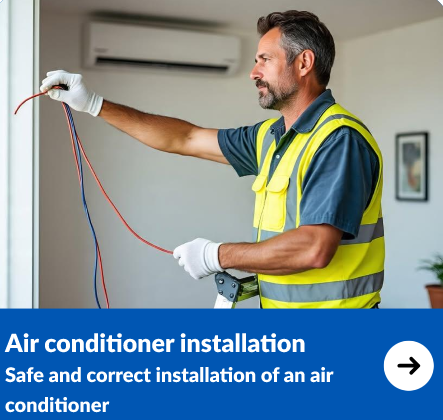 Air conditioner installation
Safe and correct installation of an air
conditioner